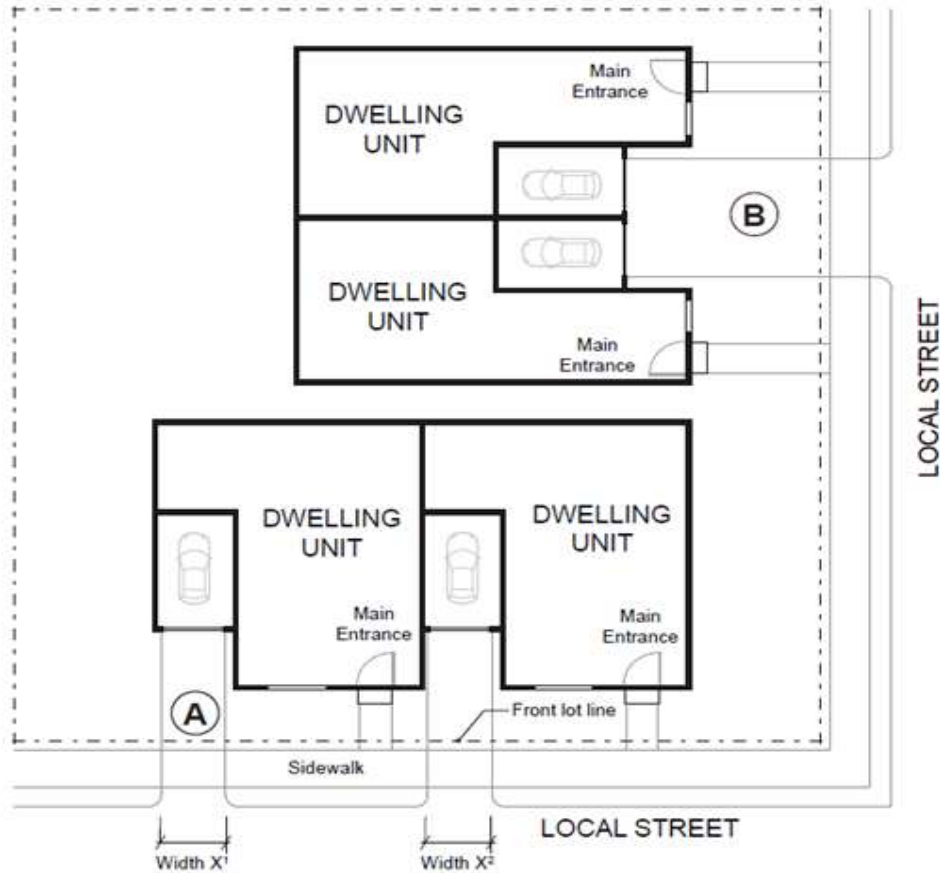 Main
Entrance
DWELLING
UNIT
B
DWELLING
UNIT
Main
Entrance
LOCAL STREET
DWELLING
UNIT
DWELLING
UNIT
Main
Entrance
Main
Entrance
A
Front lot line
Sidewalk
LOCAL STREET
Width X¹
Width X²